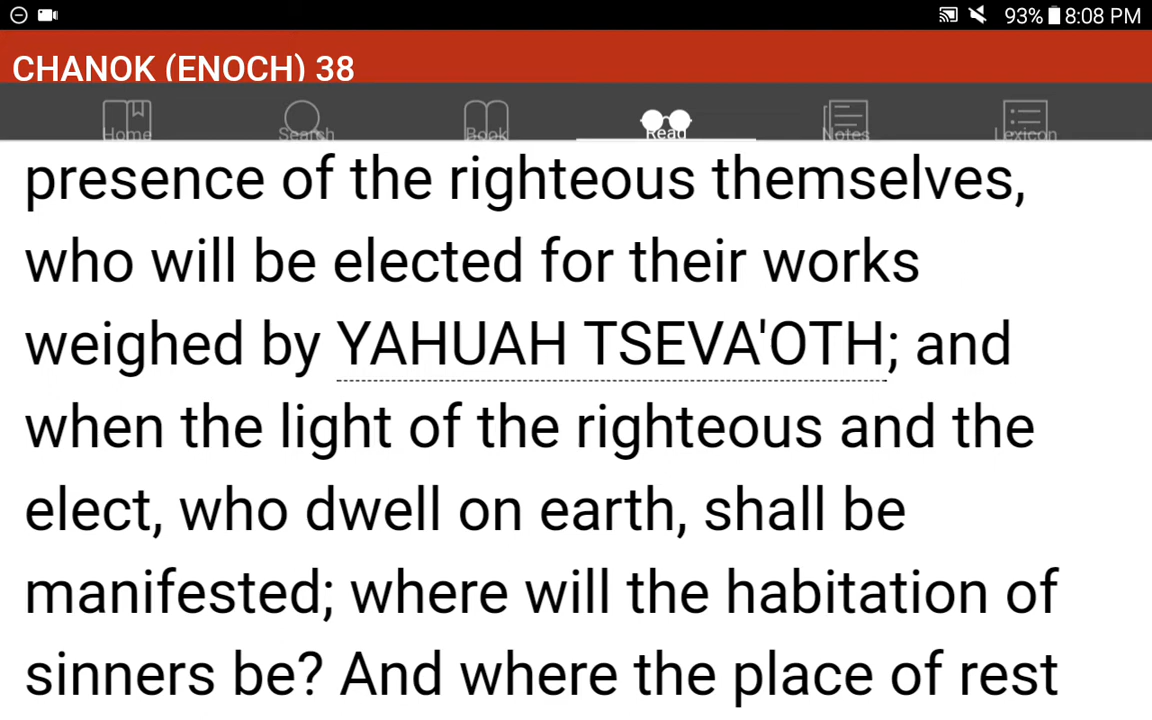 93% 8:08 PM
CHANOK (ENOCH) 38
Home Search Book Read Notes Lexicon
presence of the righteous themselves,
who will be elected for their works
weighed by YAHUAH TSEVA'OTH; and
when the light of the righteous and the
elect, who dwell on earth, shall be
manifested; where will the habitation of
sinners be? And where the place of rest